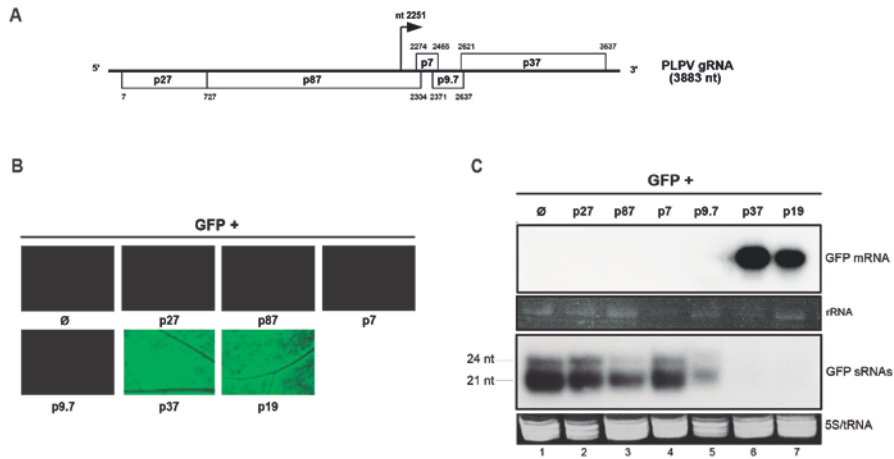 A
nt 2251
2274 2465 2621 3637
5' p27 p87 p7 p9.7 p37 3'
7 727 2304 2371 2637
PLPV gRNA
(3883 nt)
B
GFP +
Ø p27 p87 p7
p9.7 p37 p19
C
GFP +
Ø p27 p87 p7 p9.7 p37 p19
GFP mRNA
rRNA
24 nt
21 nt
GFP sRNAs
5S/tRNA
1 2 3 4 5 6 7